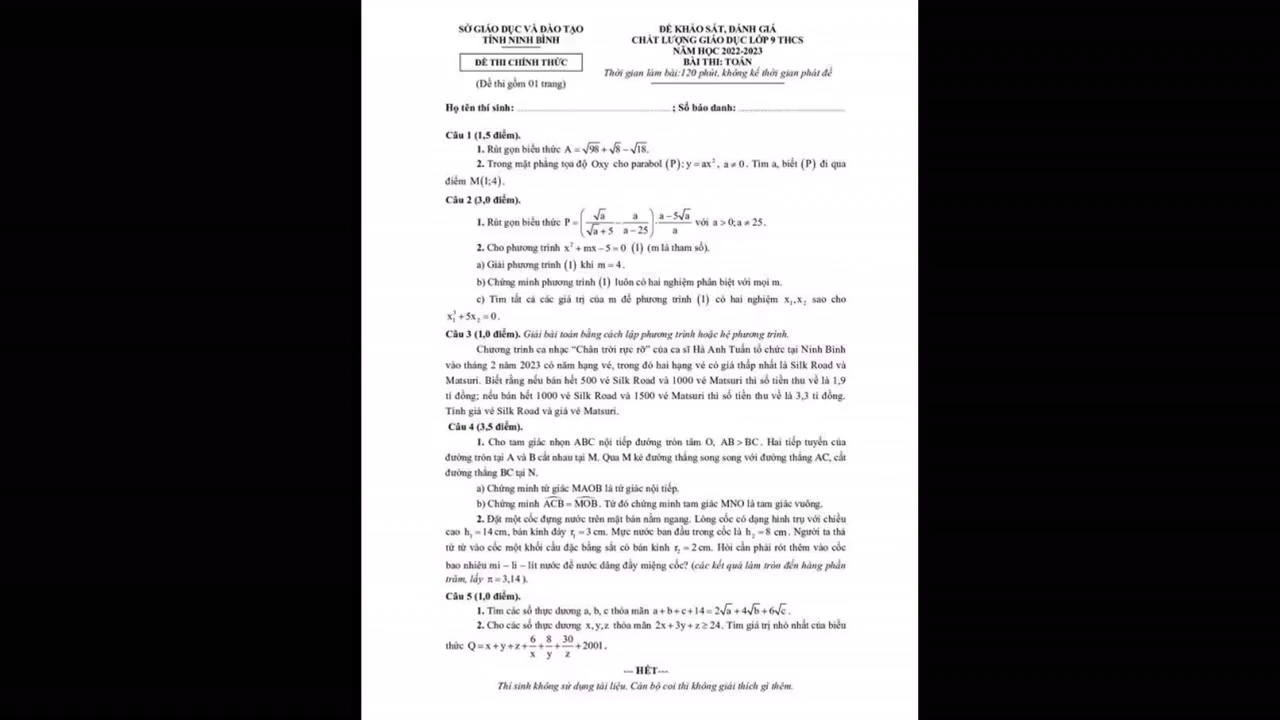 SỞ GIÁO DỤC VÀ ĐÀO TẠO
TỈNH NINH BÌNH
ĐỀ THI CHÍNH THỨC
(Đề thi gồm 01 trang)
ĐỀ KHẢO SÁT, ĐÁNH GIÁ
CHẤT LƯỢNG GIÁO DỤC LỚP 9 THCS
NĂM HỌC 2022-2023
BÀI THI: TOÁN
Thời gian làm bài:120 phút, không kể thời gian phát đề
Họ tên thí sinh: ........................................ ; Số báo danh: ............................
Câu 1 (1,5 điểm).
1. Rút gọn biểu thức A = √98 + √8 − √18.
2. Trong mặt phẳng tọa độ Oxy cho parabol (P): y = ax², a ≠ 0. Tìm a, biết (P) đi qua
điểm M(1;4).
Câu 2 (3,0 điểm).
1. Rút gọn biểu thức P = (√a/(√a + 5) − a/(a − 25)) · (a − 5√a)/a với a > 0; a ≠ 25.
2. Cho phương trình x² + mx − 5 = 0 (1) (m là tham số).
a) Giải phương trình (1) khi m = 4.
b) Chứng minh phương trình (1) luôn có hai nghiệm phân biệt với mọi m.
c) Tìm tất cả các giá trị của m để phương trình (1) có hai nghiệm x₁, x₂ sao cho
x₁³ + 5x₂ = 0.
Câu 3 (1,0 điểm). Giải bài toán bằng cách lập phương trình hoặc hệ phương trình.
Chương trình ca nhạc "Chân trời rực rỡ" của ca sĩ Hà Anh Tuấn tổ chức tại Ninh Bình
vào tháng 2 năm 2023 có năm hạng vé, trong đó hai hạng vé có giá thấp nhất là Silk Road và
Matsuri. Biết rằng nếu bán hết 500 vé Silk Road và 1000 vé Matsuri thì số tiền thu về là 1,9
tỉ đồng; nếu bán hết 1000 vé Silk Road và 1500 vé Matsuri thì số tiền thu về là 3,3 tỉ đồng.
Tính giá vé Silk Road và giá vé Matsuri.
Câu 4 (3,5 điểm).
1. Cho tam giác nhọn ABC nội tiếp đường tròn tâm O, AB > BC. Hai tiếp tuyến của
đường tròn tại A và B cắt nhau tại M. Qua M kẻ đường thẳng song song với đường thẳng AC, cắt
đường thẳng BC tại N.
a) Chứng minh tứ giác MAOB là tứ giác nội tiếp.
b) Chứng minh ACB = MOB. Từ đó chứng minh tam giác MNO là tam giác vuông.
2. Đặt một cốc đựng nước trên mặt bàn nằm ngang. Lòng cốc có dạng hình trụ với chiều
cao h₁ = 14 cm, bán kính đáy r₁ = 3 cm. Mực nước ban đầu trong cốc là h₂ = 8 cm. Người ta thả
từ từ vào cốc một khối cầu đặc bằng sắt có bán kính r₂ = 2 cm. Hỏi cần phải rót thêm vào cốc
bao nhiêu mi – li – lít nước để nước dâng đầy miệng cốc? (các kết quả làm tròn đến hàng phần
trăm, lấy π = 3,14).
Câu 5 (1,0 điểm).
1. Tìm các số thực dương a, b, c thỏa mãn a + b + c + 14 = 2√a + 4√b + 6√c.
2. Cho các số thực dương x, y, z thỏa mãn 2x + 3y + z ≥ 24. Tìm giá trị nhỏ nhất của biểu
thức Q = x + y + z + 6/x + 8/y + 30/z + 2001.
--- HẾT---
Thí sinh không sử dụng tài liệu. Cán bộ coi thi không giải thích gì thêm.